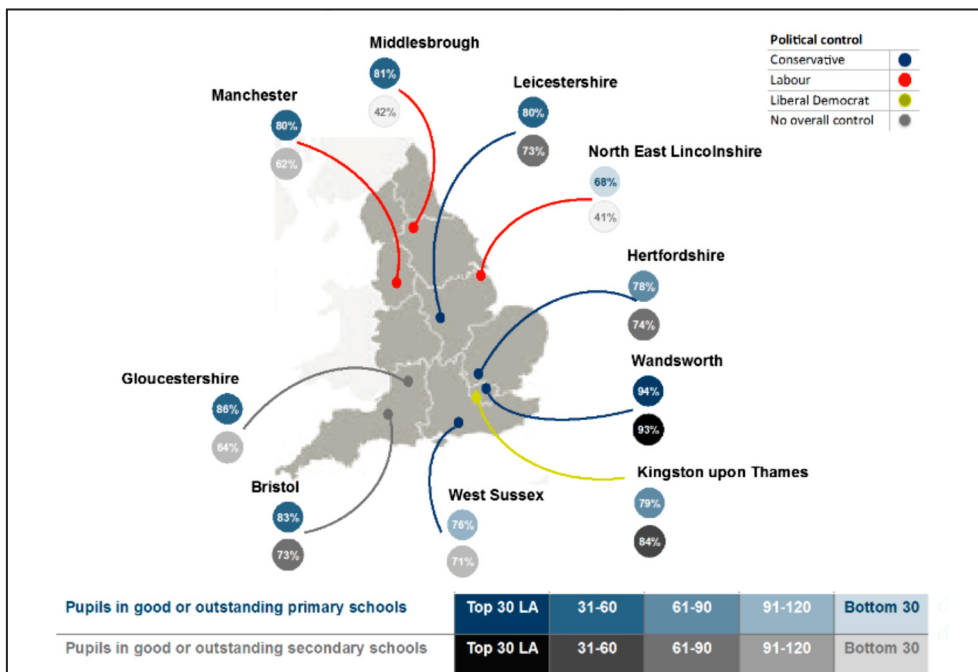 Political control
Conservative
Labour
Liberal Democrat
No overall control
Middlesbrough
81%
42%
Manchester
80%
62%
Leicestershire
80%
73%
North East Lincolnshire
68%
41%
Hertfordshire
78%
74%
Wandsworth
94%
93%
Gloucestershire
86%
64%
Kingston upon Thames
79%
84%
Bristol
83%
73%
West Sussex
76%
71%
Pupils in good or outstanding primary schools Top 30 LA 31-60 61-90 91-120 Bottom 30
Pupils in good or outstanding secondary schools Top 30 LA 31-60 61-90 91-120 Bottom 30